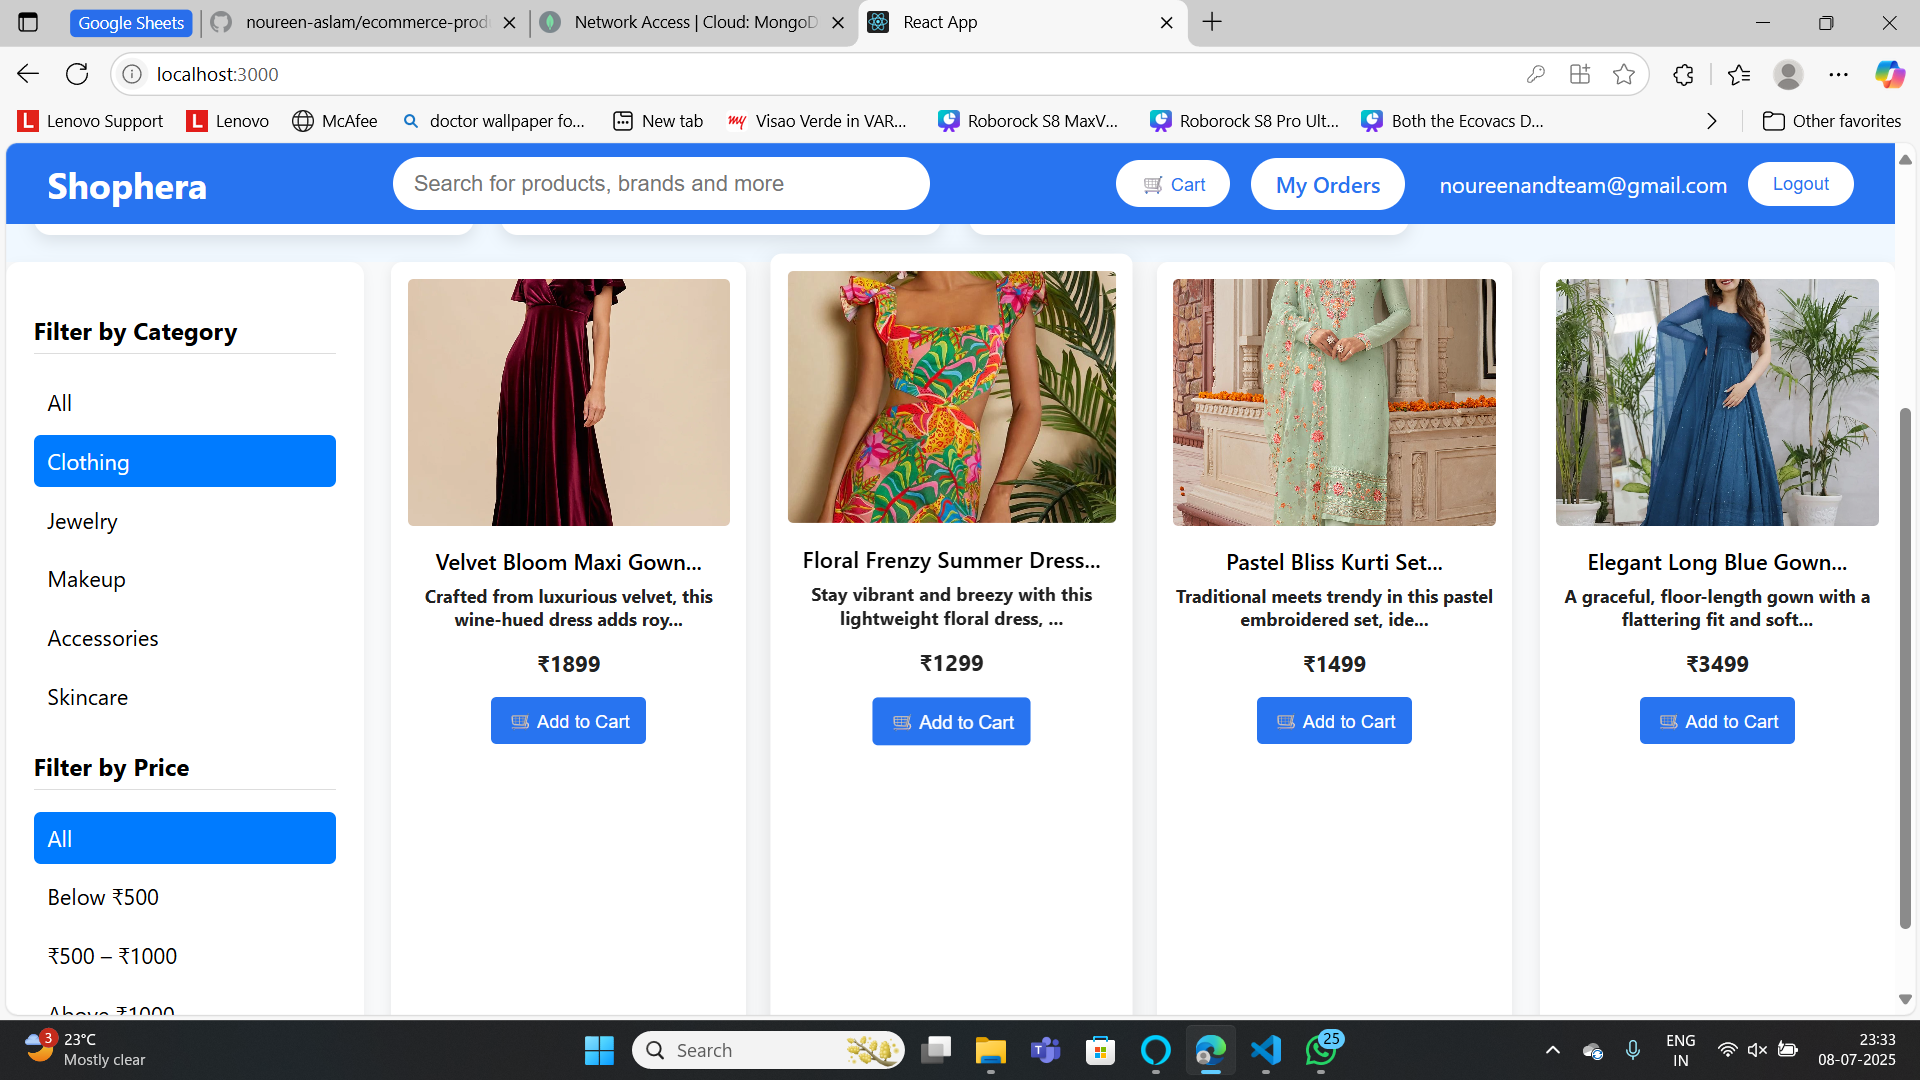 Google Sheets
noureen-aslam/ecommerce-prod
Network Access | Cloud: MongoD
React App
localhost:3000
Lenovo Support
Lenovo
McAfee
doctor wallpaper fo...
New tab
my Visao Verde in VAR...
Roborock S8 MaxV...
Roborock S8 Pro Ult...
Both the Ecovacs D...
Other favorites
Shophera
Search for products, brands and more
Cart
My Orders
noureenandteam@gmail.com
Logout
Filter by Category
All
Clothing
Jewelry
Makeup
Accessories
Skincare
Filter by Price
All
Below ₹500
₹500 – ₹1000
Above ₹1000
Velvet Bloom Maxi Gown...
Crafted from luxurious velvet, this
wine-hued dress adds roy...
₹1899
Add to Cart
Floral Frenzy Summer Dress...
Stay vibrant and breezy with this
lightweight floral dress, ...
₹1299
Add to Cart
Pastel Bliss Kurti Set...
Traditional meets trendy in this pastel
embroidered set, ide...
₹1499
Add to Cart
Elegant Long Blue Gown...
A graceful, floor-length gown with a
flattering fit and soft...
₹3499
Add to Cart
3
23°C
Mostly clear
Search
25
ENG
IN
23:33
08-07-2025